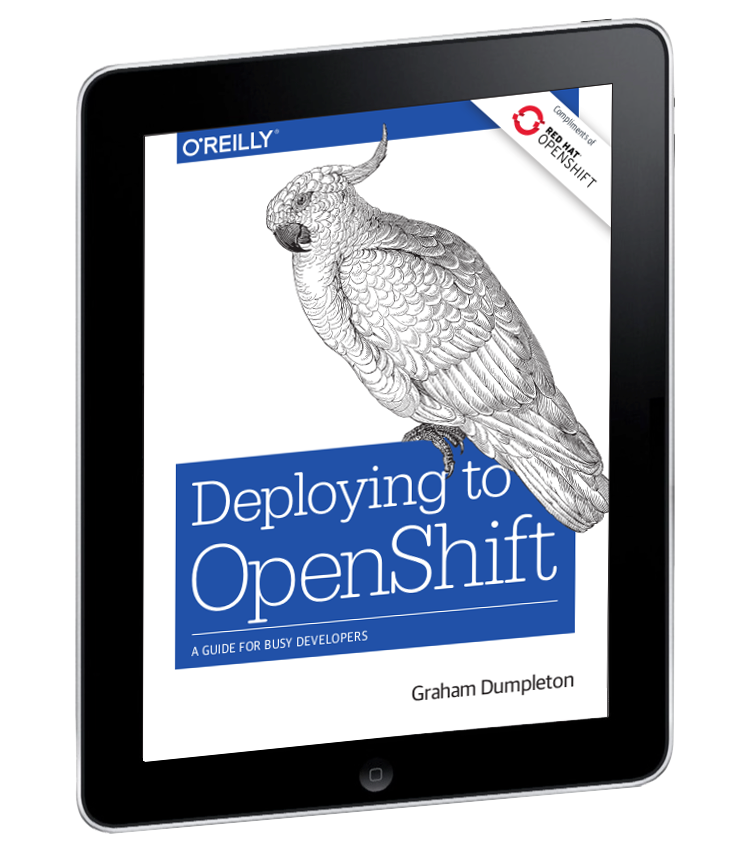 O'REILLY®
Compliments of
RED HAT
OPENSHIFT
Deploying to
OpenShift
A GUIDE FOR BUSY DEVELOPERS
Graham Dumpleton